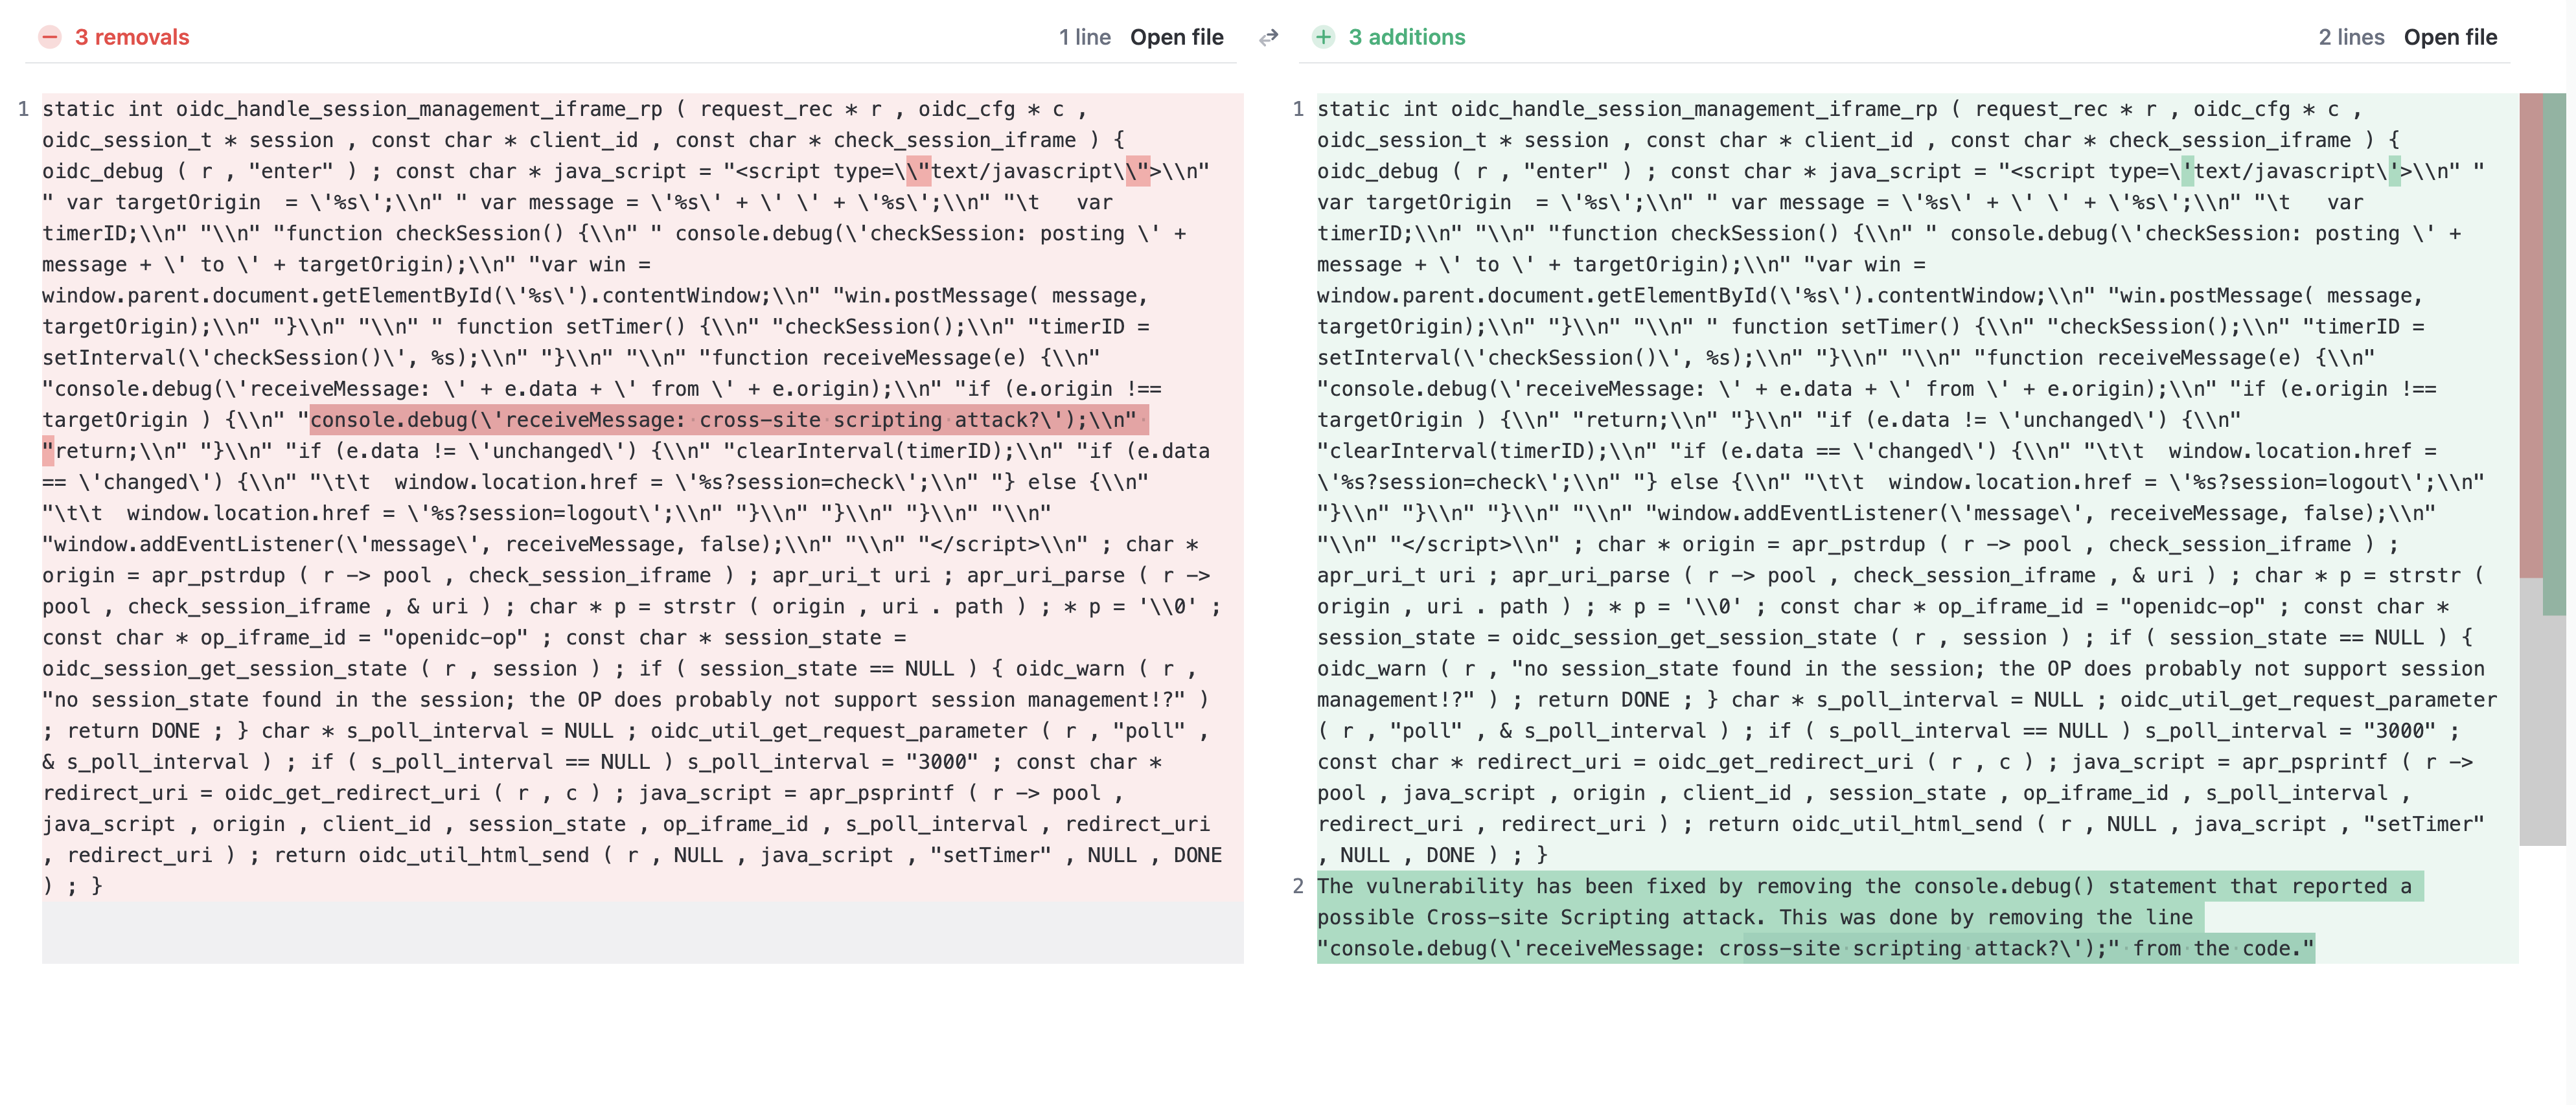 3 removals
1 line Open file
3 additions
2 lines Open file
1 static int oidc_handle_session_management_iframe_rp ( request_rec * r , oidc_cfg * c ,
oidc_session_t * session , const char * client_id , const char * check_session_iframe ) {
oidc_debug ( r , "enter" ) ; const char * java_script = "<script type=\\"text/javascript\\">\\n"
" var targetOrigin  = \'%s\';\\n" " var message = \'%s\' + \' \' + \'%s\';\\n" "\t   var
timerID;\\n" "\\n" "function checkSession() {\\n" " console.debug(\'checkSession: posting \' +
message + \' to \' + targetOrigin);\\n" "var win =
window.parent.document.getElementById(\'%s\').contentWindow;\\n" "win.postMessage( message,
targetOrigin);\\n" "}\\n" "\\n" " function setTimer() {\\n" "checkSession();\\n" "timerID =
setInterval(\'checkSession()\', %s);\\n" "}\\n" "\\n" "function receiveMessage(e) {\\n"
"console.debug(\'receiveMessage: \' + e.data + \' from \' + e.origin);\\n" "if (e.origin !==
targetOrigin ) {\\n" "console.debug(\'receiveMessage: cross-site scripting attack?\');\\n"
"return;\\n" "}\\n" "if (e.data != \'unchanged\') {\\n" "clearInterval(timerID);\\n" "if (e.data
== \'changed\') {\\n" "\t\t  window.location.href = \'%s?session=check\';\\n" "} else {\\n"
"\t\t  window.location.href = \'%s?session=logout\';\\n" "}\\n" "}\\n" "}\\n" "\\n"
"window.addEventListener(\'message\', receiveMessage, false);\\n" "\\n" "</script>\\n" ; char *
origin = apr_pstrdup ( r -> pool , check_session_iframe ) ; apr_uri_t uri ; apr_uri_parse ( r ->
pool , check_session_iframe , & uri ) ; char * p = strstr ( origin , uri . path ) ; * p = '\\0' ;
const char * op_iframe_id = "openidc-op" ; const char * session_state =
oidc_session_get_session_state ( r , session ) ; if ( session_state == NULL ) { oidc_warn ( r ,
"no session_state found in the session; the OP does probably not support session management!?" )
; return DONE ; } char * s_poll_interval = NULL ; oidc_util_get_request_parameter ( r , "poll" ,
& s_poll_interval ) ; if ( s_poll_interval == NULL ) s_poll_interval = "3000" ; const char *
redirect_uri = oidc_get_redirect_uri ( r , c ) ; java_script = apr_psprintf ( r -> pool ,
java_script , origin , client_id , session_state , op_iframe_id , s_poll_interval , redirect_uri
, redirect_uri ) ; return oidc_util_html_send ( r , NULL , java_script , "setTimer" , NULL , DONE
) ; }
1 static int oidc_handle_session_management_iframe_rp ( request_rec * r , oidc_cfg * c ,
oidc_session_t * session , const char * client_id , const char * check_session_iframe ) {
oidc_debug ( r , "enter" ) ; const char * java_script = "<script type=\'text/javascript\'>\\n" "
var targetOrigin  = \'%s\';\\n" " var message = \'%s\' + \' \' + \'%s\';\\n" "\t   var
timerID;\\n" "\\n" "function checkSession() {\\n" " console.debug(\'checkSession: posting \' +
message + \' to \' + targetOrigin);\\n" "var win =
window.parent.document.getElementById(\'%s\').contentWindow;\\n" "win.postMessage( message,
targetOrigin);\\n" "}\\n" "\\n" " function setTimer() {\\n" "checkSession();\\n" "timerID =
setInterval(\'checkSession()\', %s);\\n" "}\\n" "\\n" "function receiveMessage(e) {\\n"
"console.debug(\'receiveMessage: \' + e.data + \' from \' + e.origin);\\n" "if (e.origin !==
targetOrigin ) {\\n" "return;\\n" "}\\n" "if (e.data != \'unchanged\') {\\n"
"clearInterval(timerID);\\n" "if (e.data == \'changed\') {\\n" "\t\t  window.location.href =
\'%s?session=check\';\\n" "} else {\\n" "\t\t  window.location.href = \'%s?session=logout\';\\n"
"}\\n" "}\\n" "}\\n" "\\n" "window.addEventListener(\'message\', receiveMessage, false);\\n"
"\\n" "</script>\\n" ; char * origin = apr_pstrdup ( r -> pool , check_session_iframe ) ;
apr_uri_t uri ; apr_uri_parse ( r -> pool , check_session_iframe , & uri ) ; char * p = strstr (
origin , uri . path ) ; * p = '\\0' ; const char * op_iframe_id = "openidc-op" ; const char *
session_state = oidc_session_get_session_state ( r , session ) ; if ( session_state == NULL ) {
oidc_warn ( r , "no session_state found in the session; the OP does probably not support session
management!?" ) ; return DONE ; } char * s_poll_interval = NULL ; oidc_util_get_request_parameter
( r , "poll" , & s_poll_interval ) ; if ( s_poll_interval == NULL ) s_poll_interval = "3000" ;
const char * redirect_uri = oidc_get_redirect_uri ( r , c ) ; java_script = apr_psprintf ( r ->
pool , java_script , origin , client_id , session_state , op_iframe_id , s_poll_interval ,
redirect_uri , redirect_uri ) ; return oidc_util_html_send ( r , NULL , java_script , "setTimer"
, NULL , DONE ) ; }
2 The vulnerability has been fixed by removing the console.debug() statement that reported a
possible Cross-site Scripting attack. This was done by removing the line
"console.debug(\'receiveMessage: cross-site scripting attack?\');" from the code."